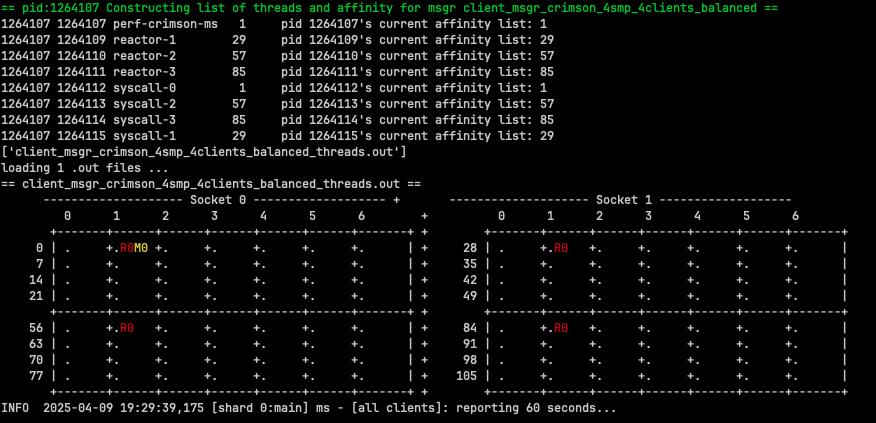 == pid:1264107 Constructing list of threads and affinity for msgr client_msgr_crimson_4smp_4clients_balanced ==
1264107 1264107 perf-crimson-ms   1     pid 1264107's current affinity list: 1
1264107 1264109 reactor-1        29     pid 1264109's current affinity list: 29
1264107 1264110 reactor-2        57     pid 1264110's current affinity list: 57
1264107 1264111 reactor-3        85     pid 1264111's current affinity list: 85
1264107 1264112 syscall-0         1     pid 1264112's current affinity list: 1
1264107 1264113 syscall-2        57     pid 1264113's current affinity list: 57
1264107 1264114 syscall-3        85     pid 1264114's current affinity list: 85
1264107 1264115 syscall-1        29     pid 1264115's current affinity list: 29
['client_msgr_crimson_4smp_4clients_balanced_threads.out']
loading 1 .out files ...
== client_msgr_crimson_4smp_4clients_balanced_threads.out ==
      -------------------- Socket 0 ------------------- +      -------------------- Socket 1 -------------------
         0      1      2      3      4      5      6         +         0      1      2      3      4      5      6
       +------+------+------+------+------+------+------+ +       +------+------+------+------+------+------+------+
     0 | .     +.R0M0 +.     +.     +.     +.     +.     | +    28 | .     +.R0   +.     +.     +.     +.     +.     |
     7 | .     +.     +.     +.     +.     +.     +.     | +    35 | .     +.     +.     +.     +.     +.     +.     |
    14 | .     +.     +.     +.     +.     +.     +.     | +    42 | .     +.     +.     +.     +.     +.     +.     |
    21 | .     +.     +.     +.     +.     +.     +.     | +    49 | .     +.     +.     +.     +.     +.     +.     |
       +------+------+------+------+------+------+------+ +       +------+------+------+------+------+------+------+
    56 | .     +.R0   +.     +.     +.     +.     +.     | +    84 | .     +.R0   +.     +.     +.     +.     +.     |
    63 | .     +.     +.     +.     +.     +.     +.     | +    91 | .     +.     +.     +.     +.     +.     +.     |
    70 | .     +.     +.     +.     +.     +.     +.     | +    98 | .     +.     +.     +.     +.     +.     +.     |
    77 | .     +.     +.     +.     +.     +.     +.     | +   105 | .     +.     +.     +.     +.     +.     +.     |
       +------+------+------+------+------+------+------+ +       +------+------+------+------+------+------+------+
INFO  2025-04-09 19:29:39,175 [shard 0:main] ms - [all clients]: reporting 60 seconds...